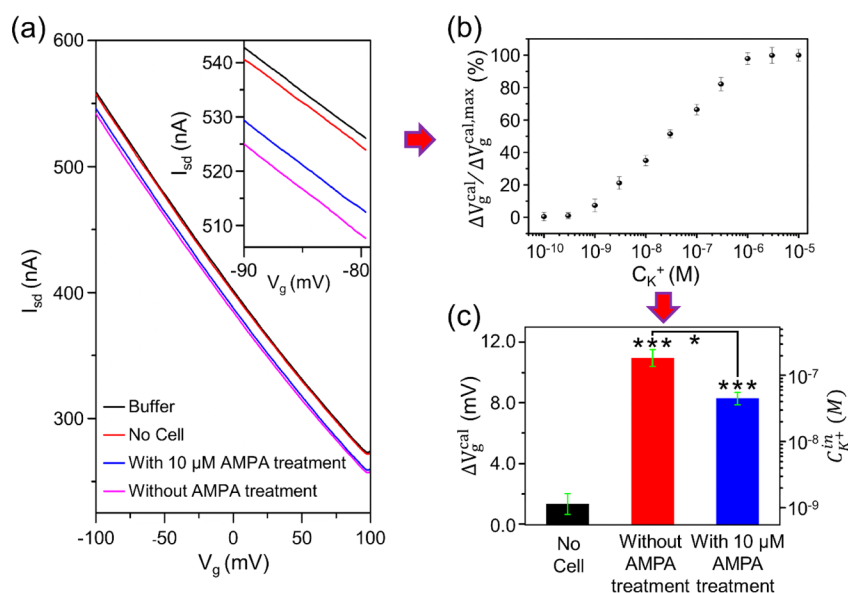 (a)
600
500
400
300
-100
-50
0
50
100
I_sd (nA)
V_g (mV)
540
530
520
510
-90
-80
I_sd (nA)
V_g (mV)
Buffer
No Cell
With 10 μM AMPA treatment
Without AMPA treatment
(b)
ΔV_g^cal/ΔV_g^cal,max (%)
100
80
60
40
20
0
10^-10
10^-9
10^-8
10^-7
10^-6
10^-5
C_K+ (M)
(c)
ΔV_g^cal (mV)
12.0
8.0
4.0
0.0
*** *
***
10^-7
10^-8
10^-9
C_K+^in (M)
No
Cell
Without
AMPA
treatment
With 10 μM
AMPA
treatment